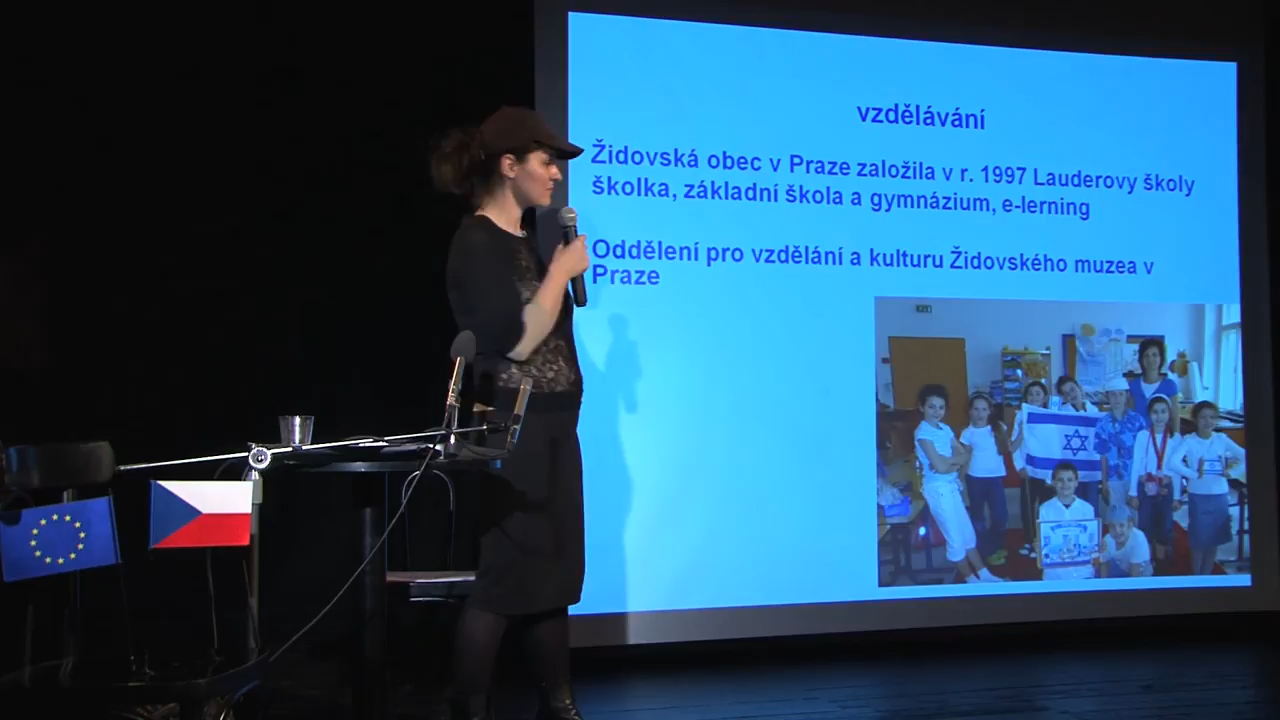 vzdělávání
Židovská obec v Praze založila v r. 1997 Lauderovy školy
školka, základní škola a gymnázium, e-lerning
Oddělení pro vzdělání a kulturu Židovského muzea v
Praze